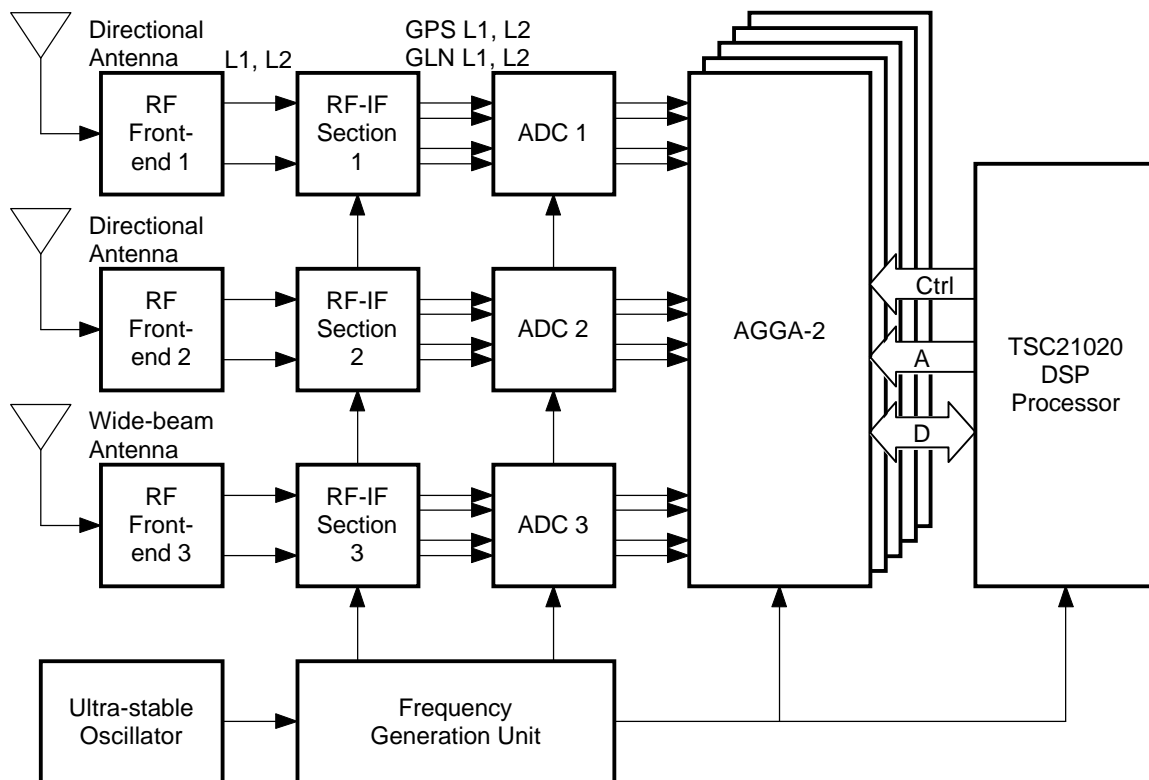 Directional
Antenna
L1, L2
GPS L1, L2
GLN L1, L2
RF
Front-
end 1
RF-IF
Section
1
ADC 1
Directional
Antenna
RF
Front-
end 2
RF-IF
Section
2
ADC 2
AGGA-2
Ctrl
A
D
TSC21020
DSP
Processor
Wide-beam
Antenna
RF
Front-
end 3
RF-IF
Section
3
ADC 3
Ultra-stable
Oscillator
Frequency
Generation Unit